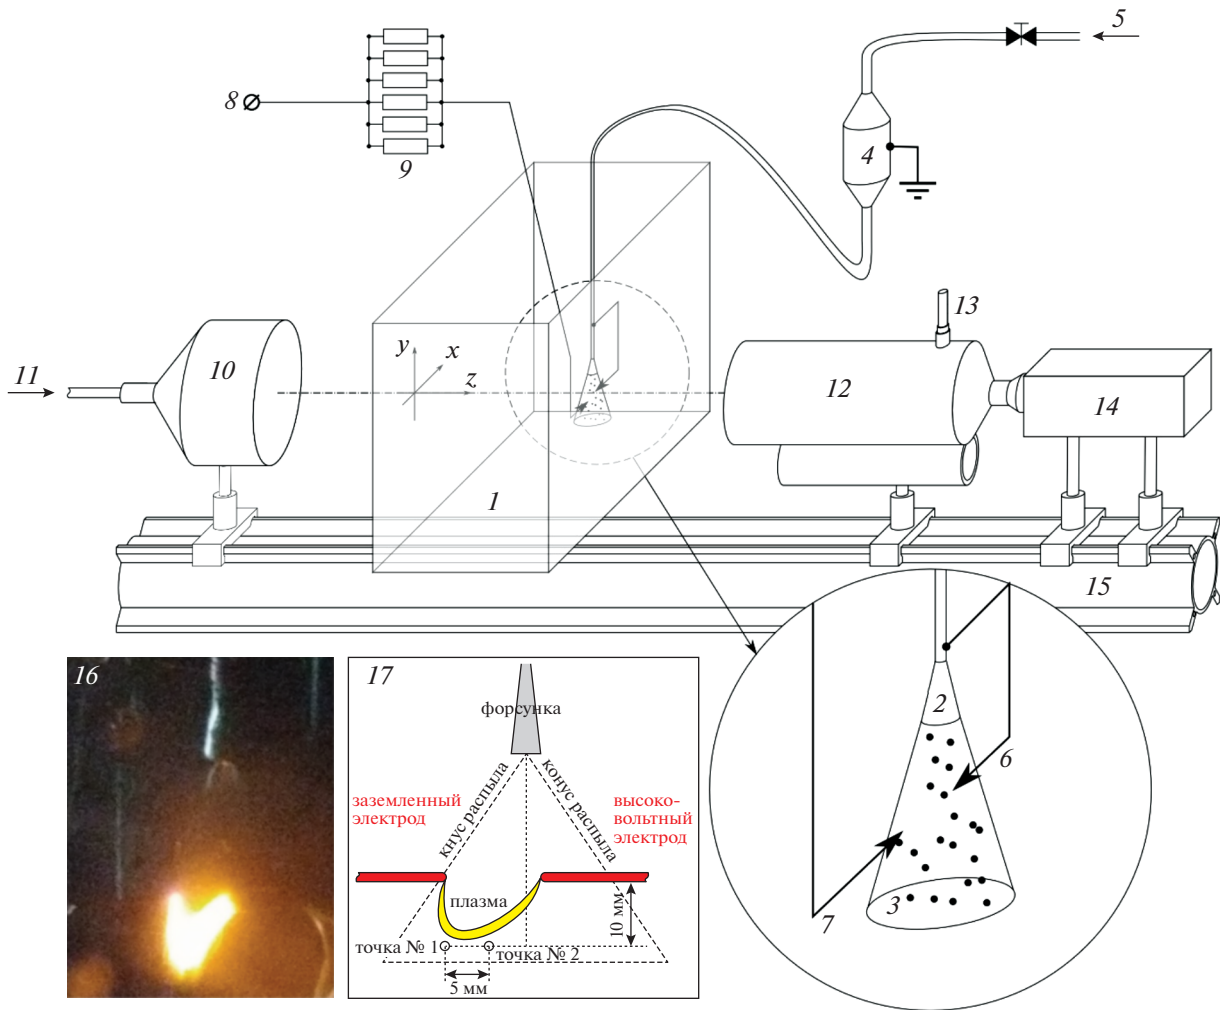 5
8
9
4
13
y
x
z
10
11
12
14
1
15
16
17
форсунка
кнус распыла
конус распыла
заземленный
электрод
высоко-
вольтный
электрод
плазма
10 мм
точка № 1
точка № 2
5 мм
2
6
3
7